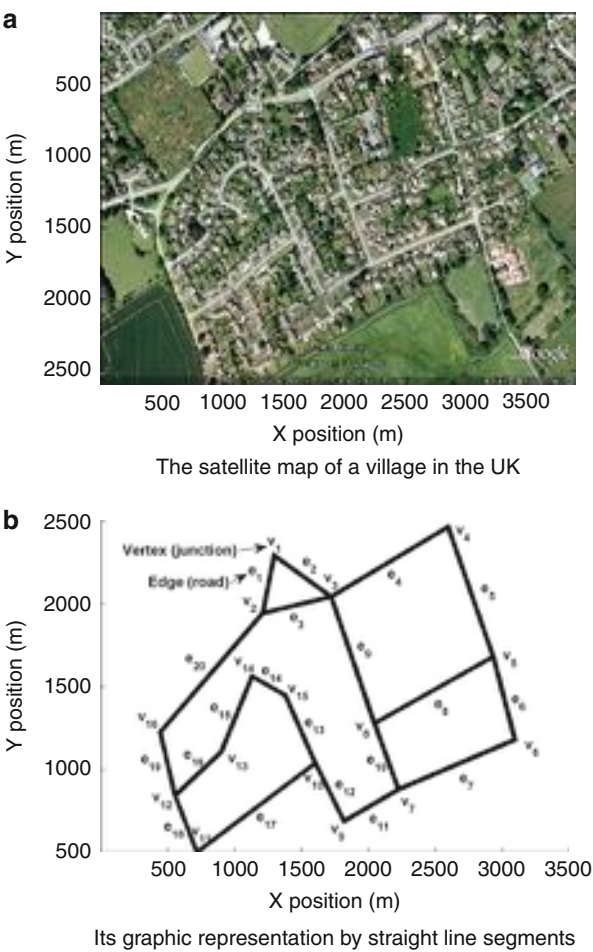 a
Y position (m)
500
1000
1500
2000
2500
500 1000 1500 2000 2500 3000 3500
X position (m)
The satellite map of a village in the UK
b
Y position (m)
2500
2000
1500
1000
500
Vertex (junction)
Edge (road)
v1
e1
e2
v2
v3
e3
e4
v4
e5
v5
e6
v6
e7
v7
e8
v8
e9
e10
e11
v9
e12
v10
e13
v15
e14
v14
e15
v13
e16
e17
v11
e18
v12
e19
v16
e20
500 1000 1500 2000 2500 3000 3500
X position (m)
Its graphic representation by straight line segments